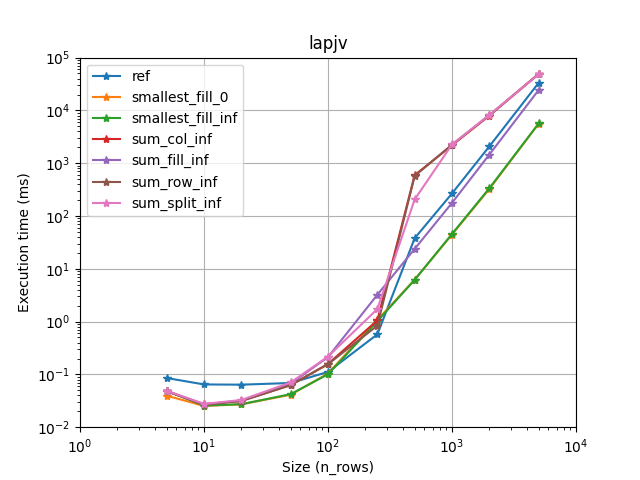 lapjv
ref
smallest_fill_0
smallest_fill_inf
sum_col_inf
sum_fill_inf
sum_row_inf
sum_split_inf
Execution time (ms)
10^5
10^4
10^3
10^2
10^1
10^0
10^−1
10^−2
10^0 10^1 10^2 10^3 10^4
Size (n_rows)